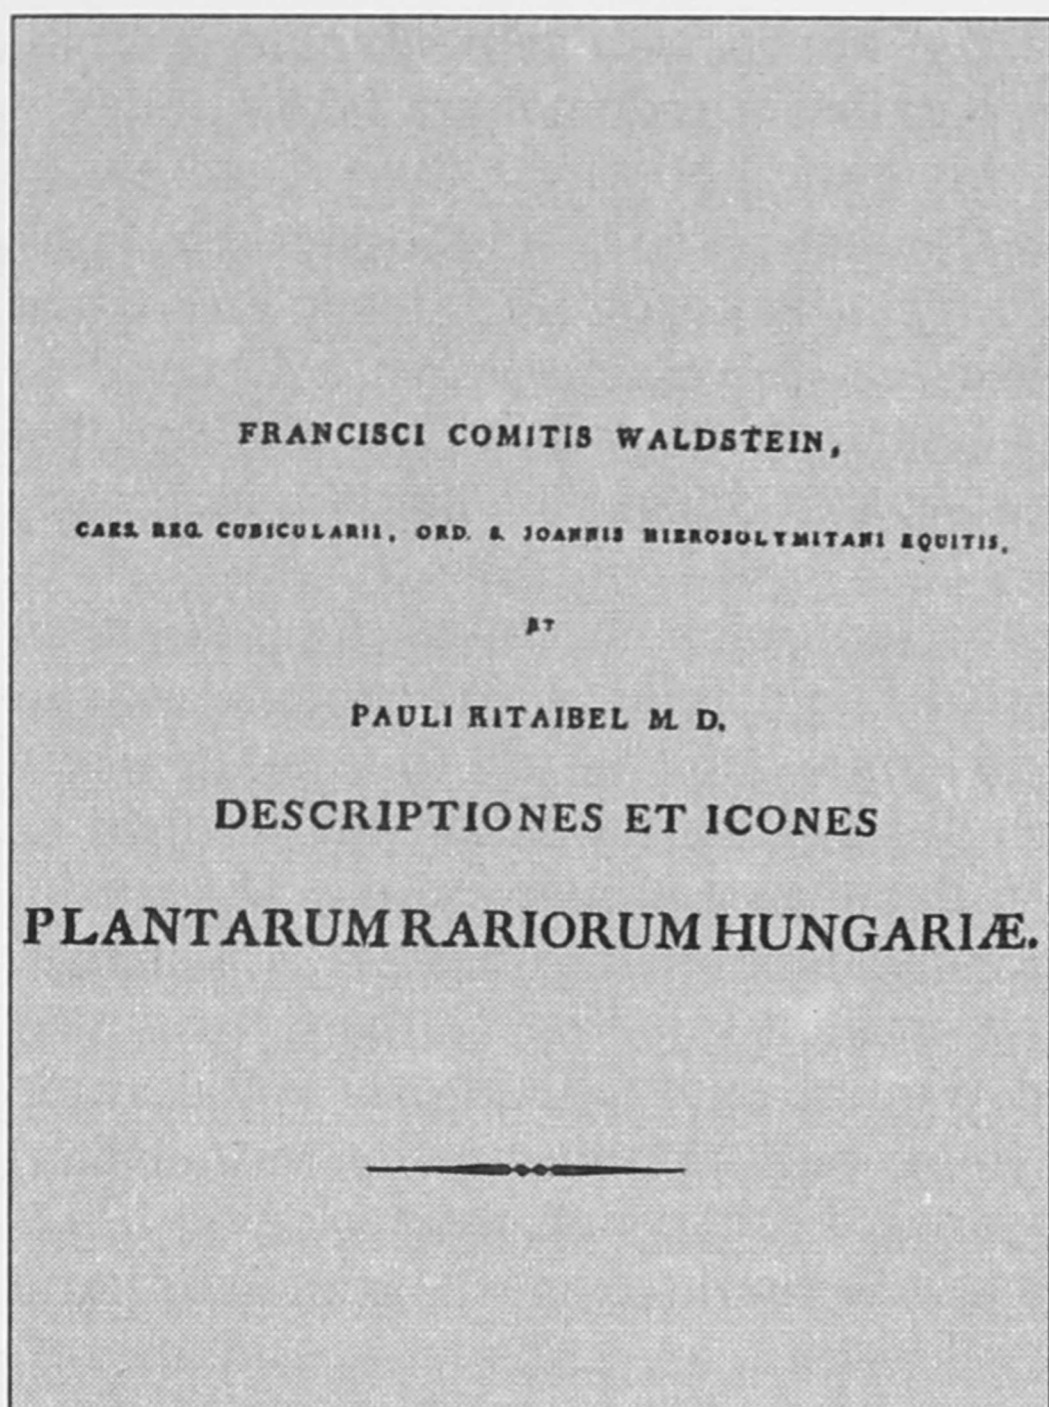 FRANCISCI COMITIS WALDSTEIN,
CAES. REG. CUBICULARII, ORD. S. JOANNIS HIEROSOLYMITANI EQUITIS,
ET
PAULI KITAIBEL M. D.
DESCRIPTIONES ET ICONES
PLANTARUM RARIORUM HUNGARIÆ.